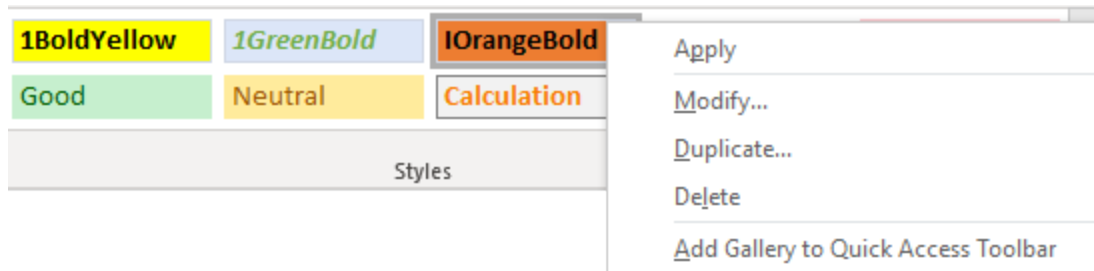 1BoldYellow 1GreenBold IOrangeBold
Apply
Good Neutral Calculation
Modify...
Duplicate...
Styles
Delete
Add Gallery to Quick Access Toolbar